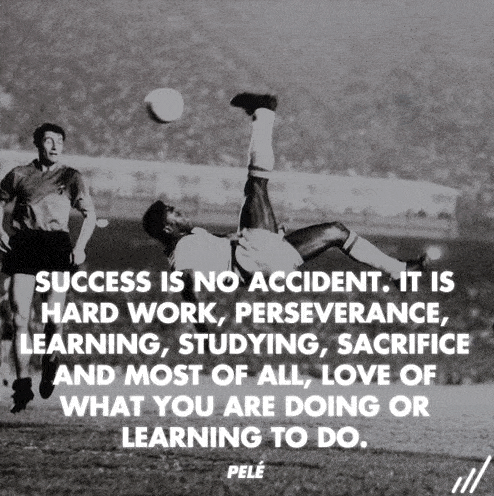 SUCCESS IS NO ACCIDENT. IT IS
HARD WORK, PERSEVERANCE,
LEARNING, STUDYING, SACRIFICE
AND MOST OF ALL, LOVE OF
WHAT YOU ARE DOING OR
LEARNING TO DO.
PELÉ